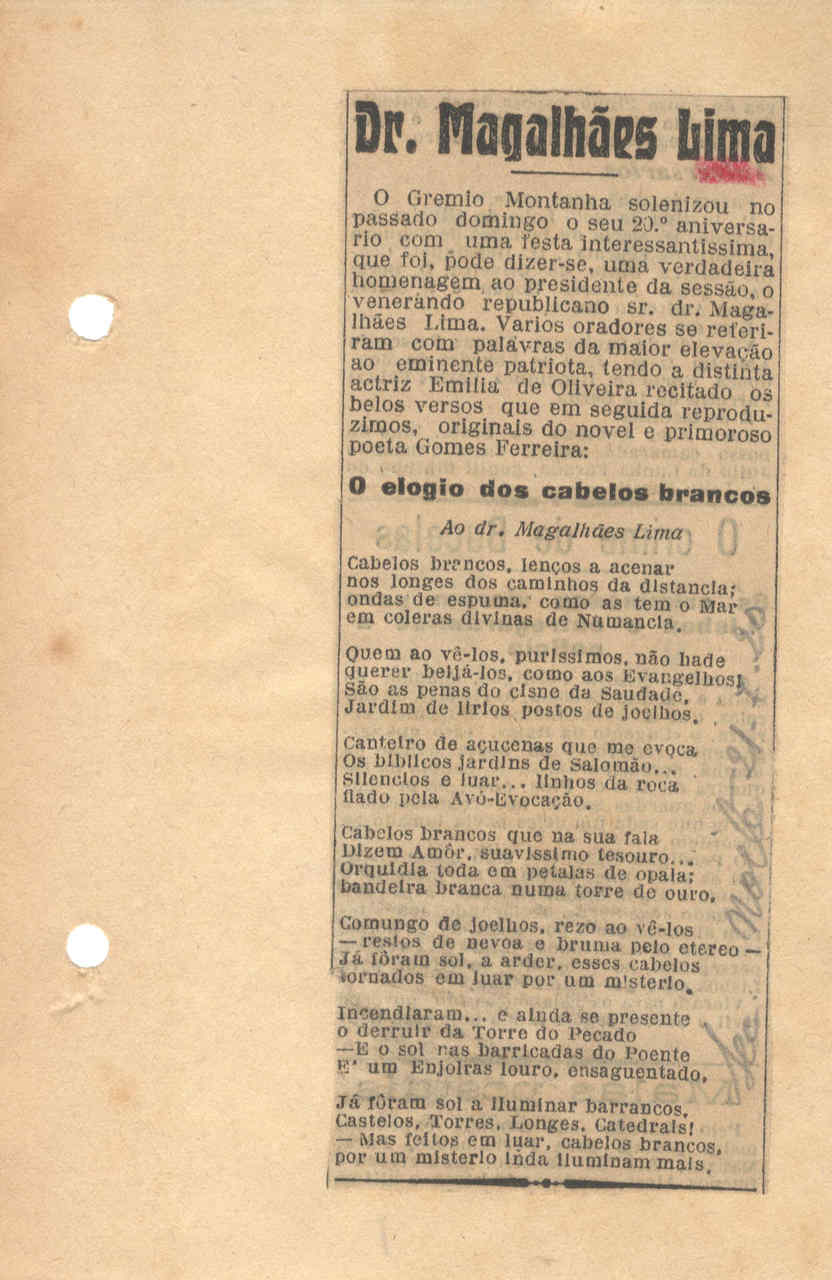 Dr. Magalhães Lima
O Gremio Montanha solenizou no
passado domingo o seu 20.º aniversa-
rio com uma festa interessantissima,
que foi, pode dizer-se, uma verdadeira
homenagem ao presidente da sessão, o
venerando republicano sr. dr. Maga-
lhães Lima. Varios oradores se referi-
ram com palavras da maior elevação
ao eminente patriota, tendo a distinta
actriz Emilia de Oliveira recitado os
belos versos que em seguida reprodu-
zimos, originais do novel e primoroso
poeta Gomes Ferreira:
O elogio dos cabelos brancos
Ao dr. Magalhães Lima
Cabelos brancos, lenços a acenar
nos longes dos caminhos da distancia;
ondas de espuma, como as tem o Mar
em coleras divinas de Numancia.
Quem ao vê-los, purissimos, não hade
querer beijá-los, como aos Evangelhos;
São as penas do cisne da Saudade,
Jardim de lirios postos de joelhos.
Canteiro de açucenas que me evoca
Os biblicos jardins de Salomão...
Silencios e luar... linhos da roca
fiado pela Avó-Evocação.
Cabelos brancos que na sua fala
Dizem Amôr, suavissimo tesouro...
Orquidia toda em petalas de opala;
bandeira branca numa torre de ouro.
Comungo de joelhos, rezo ao vê-los
— restos de nevoa e bruma pelo etereo —
Já fôram sol, a arder, esses cabelos
tornados em luar por um misterio.
Incendiaram... e ainda se presente
o derruir da Torre do Pecado
—E o sol nas barricadas do Poente
E' um Enjolras louro, ensaguentado.
Já fôram sol a iluminar barrancos,
Castelos, Torres, Longes, Catedrais!
— Mas feitos em luar, cabelos brancos,
por um misterio inda iluminam mais.